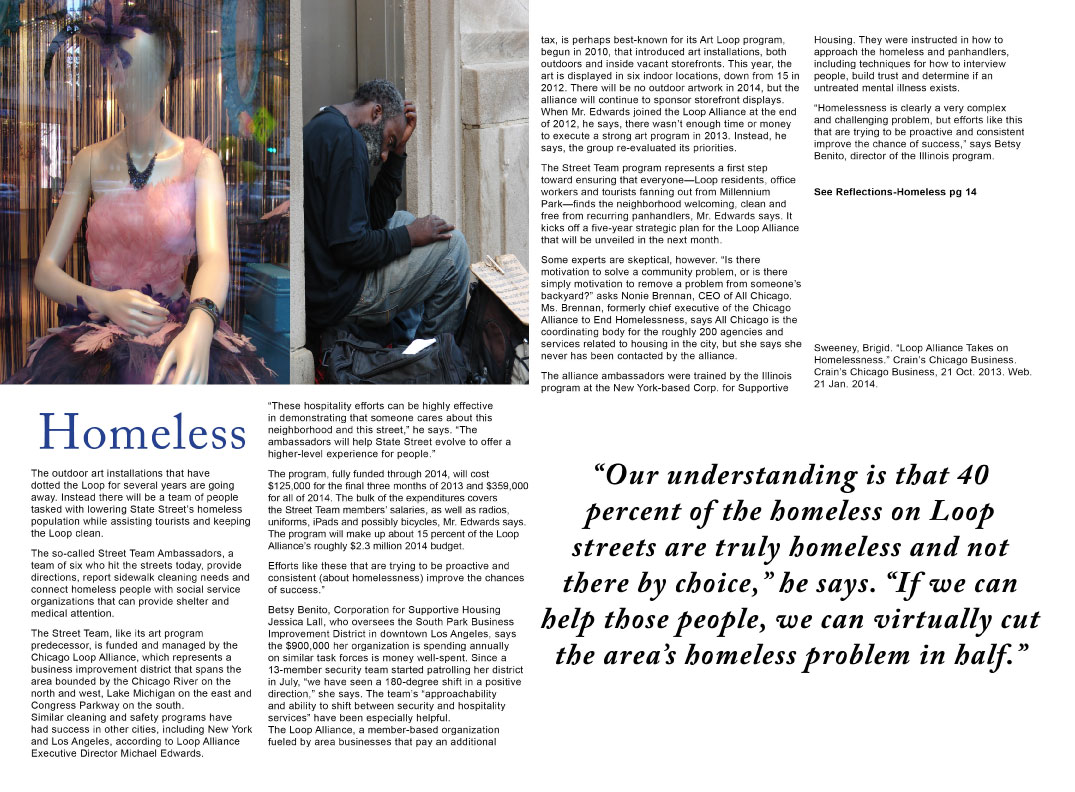 Homeless
The outdoor art installations that have
dotted the Loop for several years are going
away. Instead there will be a team of people
tasked with lowering State Street's homeless
population while assisting tourists and keeping
the Loop clean.
The so-called Street Team Ambassadors, a
team of six who hit the streets today, provide
directions, report sidewalk cleaning needs and
connect homeless people with social service
organizations that can provide shelter and
medical attention.
The Street Team, like its art program
predecessor, is funded and managed by the
Chicago Loop Alliance, which represents a
business improvement district that spans the
area bounded by the Chicago River on the
north and west, Lake Michigan on the east and
Congress Parkway on the south.
Similar cleaning and safety programs have
had success in other cities, including New York
and Los Angeles, according to Loop Alliance
Executive Director Michael Edwards.
“These hospitality efforts can be highly effective
in demonstrating that someone cares about this
neighborhood and this street,” he says. “The
ambassadors will help State Street evolve to offer a
higher-level experience for people.”
The program, fully funded through 2014, will cost
$125,000 for the final three months of 2013 and $359,000
for all of 2014. The bulk of the expenditures covers
the Street Team members’ salaries, as well as radios,
uniforms, iPads and possibly bicycles, Mr. Edwards says.
The program will make up about 15 percent of the Loop
Alliance’s roughly $2.3 million 2014 budget.
Efforts like these that are trying to be proactive and
consistent (about homelessness) improve the chances
of success.”
Betsy Benito, Corporation for Supportive Housing
Jessica Lall, who oversees the South Park Business
Improvement District in downtown Los Angeles, says
the $900,000 her organization is spending annually
on similar task forces is money well-spent. Since a
13-member security team started patrolling her district
in July, “we have seen a 180-degree shift in a positive
direction,” she says. The team’s “approachability
and ability to shift between security and hospitality
services” have been especially helpful.
The Loop Alliance, a member-based organization
fueled by area businesses that pay an additional
tax, is perhaps best-known for its Art Loop program,
begun in 2010, that introduced art installations, both
outdoors and inside vacant storefronts. This year, the
art is displayed in six indoor locations, down from 15 in
2012. There will be no outdoor artwork in 2014, but the
alliance will continue to sponsor storefront displays.
When Mr. Edwards joined the Loop Alliance at the end
of 2012, he says, there wasn’t enough time or money
to execute a strong art program in 2013. Instead, he
says, the group re-evaluated its priorities.
The Street Team program represents a first step
toward ensuring that everyone—Loop residents, office
workers and tourists fanning out from Millennium
Park—finds the neighborhood welcoming, clean and
free from recurring panhandlers, Mr. Edwards says. It
kicks off a five-year strategic plan for the Loop Alliance
that will be unveiled in the next month.
Some experts are skeptical, however. “Is there
motivation to solve a community problem, or is there
simply motivation to remove a problem from someone’s
backyard?” asks Nonie Brennan, CEO of All Chicago.
Ms. Brennan, formerly chief executive of the Chicago
Alliance to End Homelessness, says All Chicago is the
coordinating body for the roughly 200 agencies and
services related to housing in the city, but she says she
never has been contacted by the alliance.
The alliance ambassadors were trained by the Illinois
program at the New York-based Corp. for Supportive
Housing. They were instructed in how to
approach the homeless and panhandlers,
including techniques for how to interview
people, build trust and determine if an
untreated mental illness exists.
“Homelessness is clearly a very complex
and challenging problem, but efforts like this
that are trying to be proactive and consistent
improve the chance of success,” says Betsy
Benito, director of the Illinois program.
See Reflections-Homeless pg 14
Sweeney, Brigid. “Loop Alliance Takes on
Homelessness.” Crain’s Chicago Business.
Crain’s Chicago Business, 21 Oct. 2013. Web.
21 Jan. 2014.
“Our understanding is that 40
percent of the homeless on Loop
streets are truly homeless and not
there by choice,” he says. “If we can
help those people, we can virtually cut
the area’s homeless problem in half.”